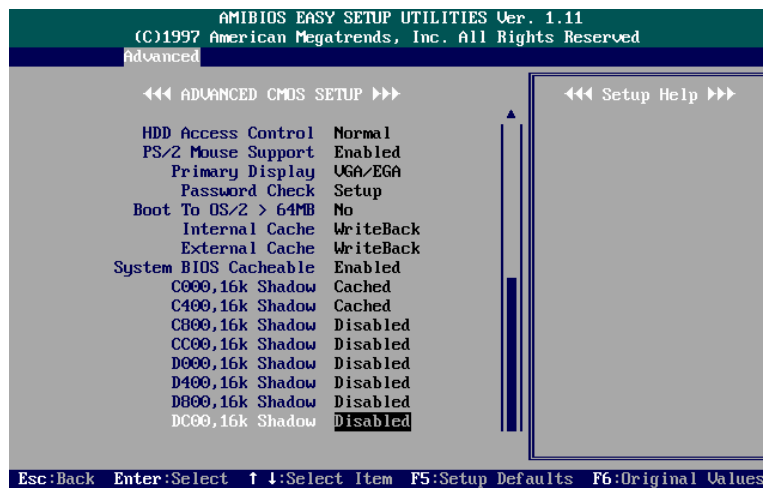 AMIBIOS EASY SETUP UTILITIES Ver. 1.11
(C)1997 American Megatrends, Inc. All Rights Reserved
Advanced
ADVANCED CMOS SETUP
Setup Help
HDD Access Control Normal
PS/2 Mouse Support Enabled
Primary Display VGA/EGA
Password Check Setup
Boot To OS/2 > 64MB No
Internal Cache WriteBack
External Cache WriteBack
System BIOS Cacheable Enabled
C000,16k Shadow Cached
C400,16k Shadow Cached
C800,16k Shadow Disabled
CC00,16k Shadow Disabled
D000,16k Shadow Disabled
D400,16k Shadow Disabled
D800,16k Shadow Disabled
DC00,16k Shadow Disabled
Esc:Back Enter:Select ↑ ↓:Select Item F5:Setup Defaults F6:Original Values